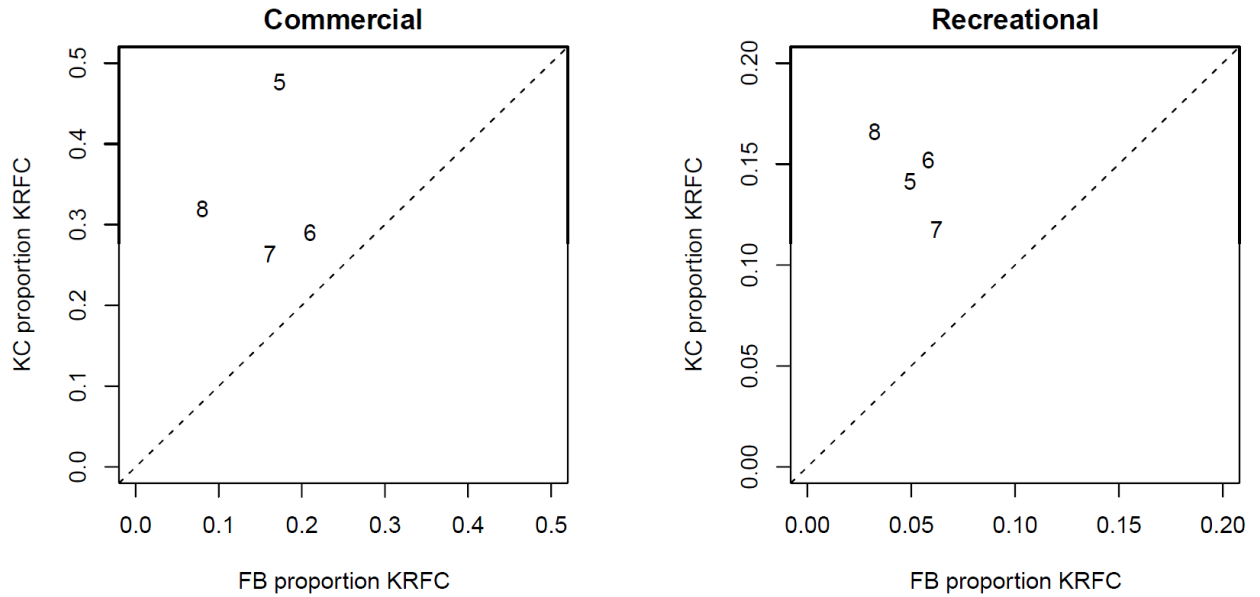 Commercial
KC proportion KRFC
0.5
0.4
0.3
0.2
0.1
0.0
5
8
6
7
0.0 0.1 0.2 0.3 0.4 0.5
FB proportion KRFC
Recreational
KC proportion KRFC
0.20
0.15
0.10
0.05
0.00
8
6
5
7
0.00 0.05 0.10 0.15 0.20
FB proportion KRFC